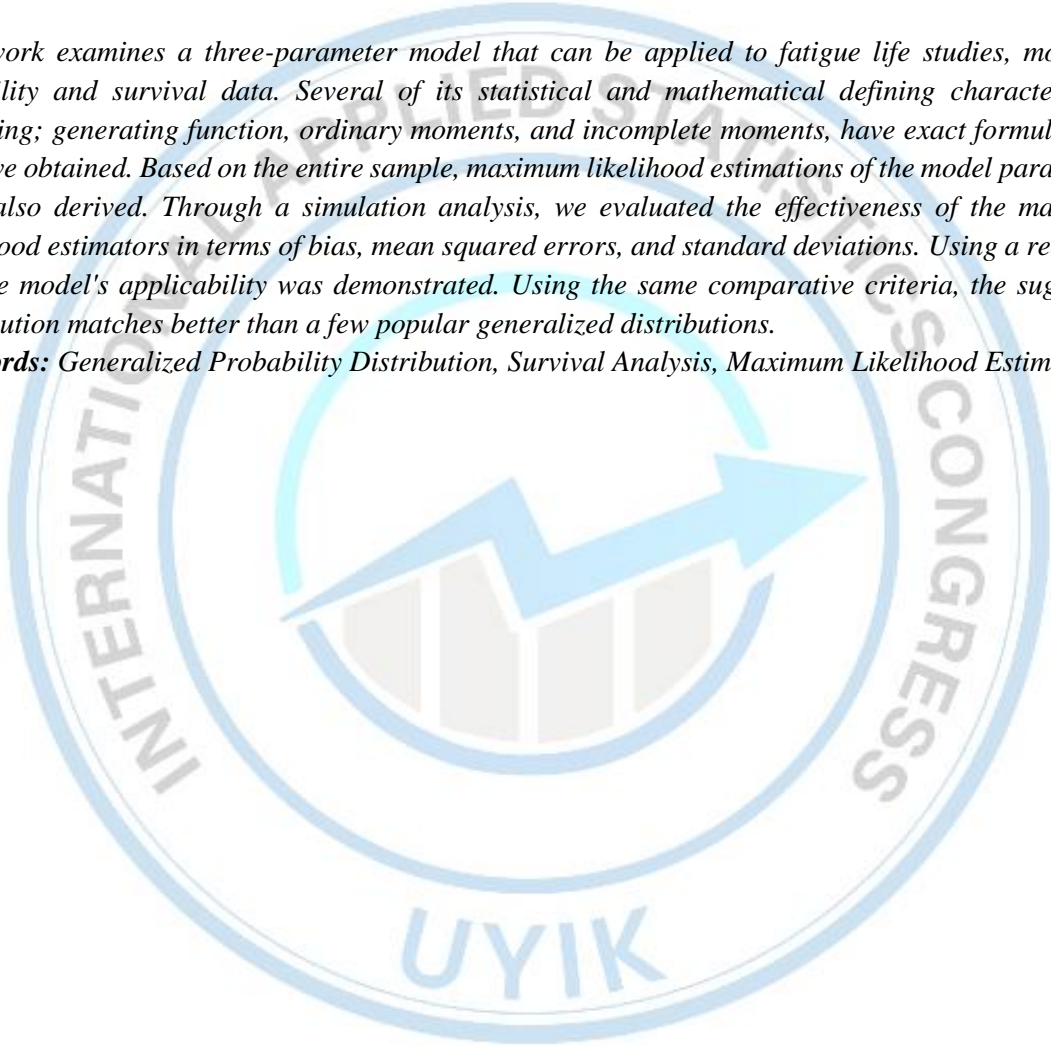 work examines a three-parameter model that can be applied to fatigue life studies, mo
ility and survival data. Several of its statistical and mathematical defining characte
ing; generating function, ordinary moments, and incomplete moments, have exact formul
ve obtained. Based on the entire sample, maximum likelihood estimations of the model para
also derived. Through a simulation analysis, we evaluated the effectiveness of the ma
ood estimators in terms of bias, mean squared errors, and standard deviations. Using a re
e model's applicability was demonstrated. Using the same comparative criteria, the sug
ution matches better than a few popular generalized distributions.
ords: Generalized Probability Distribution, Survival Analysis, Maximum Likelihood Estim
INTERNATIONAL APPLIED STATISTICS CONGRESS
UYIK